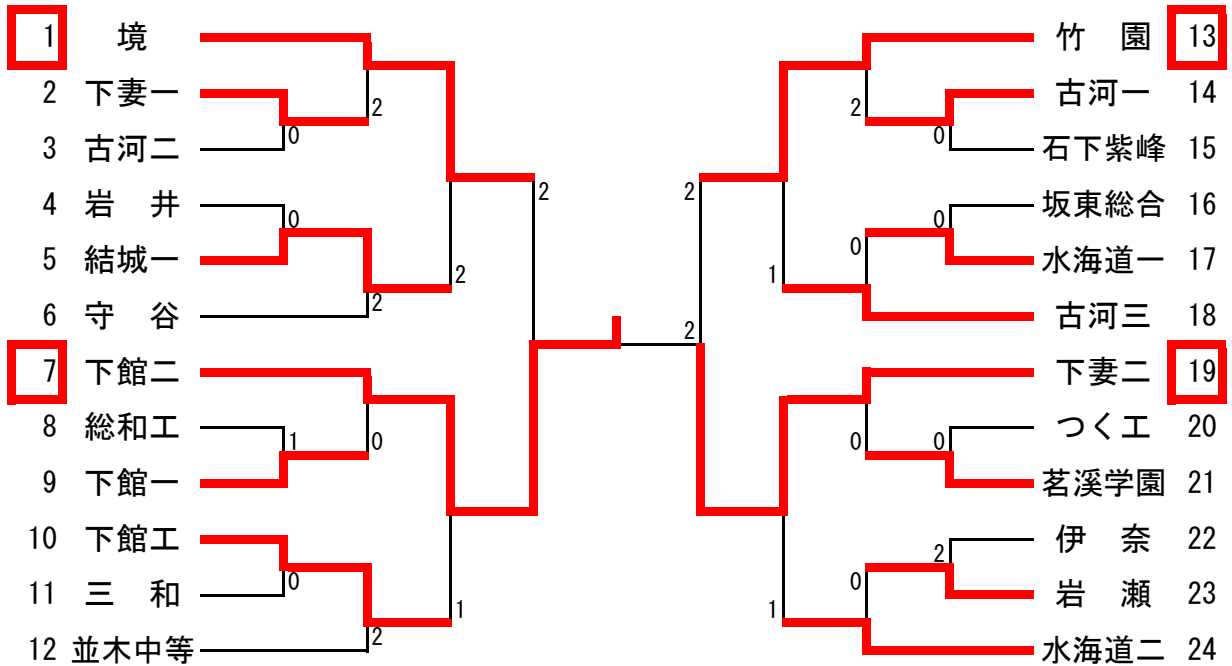 1 境
2 下妻一
3 古河二
4 岩 井
5 結城一
6 守 谷
7 下館二
8 総和工
9 下館一
10 下館工
11 三 和
12 並木中等
0
2
0
2
2
2
1
0
0
2
1
2
2
2
0
0
0
1
0
0
2
0
1
竹 園 13
古河一 14
石下紫峰 15
坂東総合 16
水海道一 17
古河三 18
下妻二 19
つく工 20
茗溪学園 21
伊 奈 22
岩 瀬 23
水海道二 24